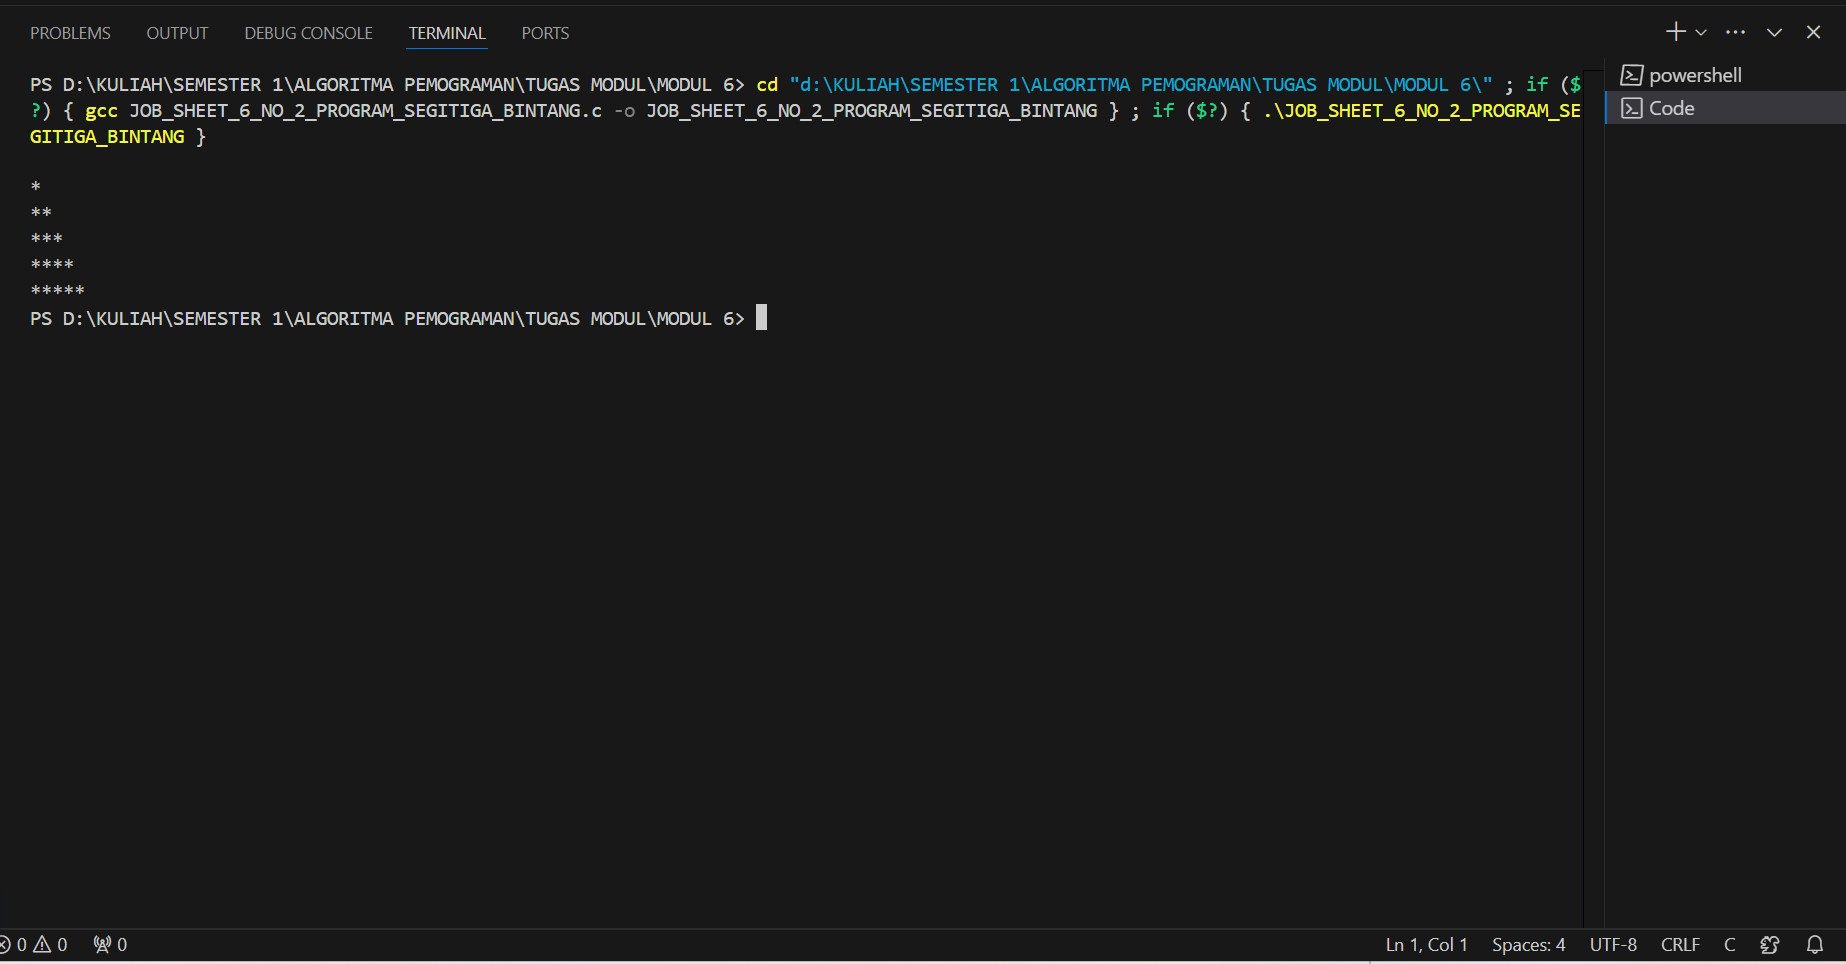 PROBLEMS OUTPUT DEBUG CONSOLE TERMINAL PORTS
PS D:\KULIAH\SEMESTER 1\ALGORITMA PEMOGRAMAN\TUGAS MODUL\MODUL 6> cd "d:\KULIAH\SEMESTER 1\ALGORITMA PEMOGRAMAN\TUGAS MODUL\MODUL 6\" ; if ($
?) { gcc JOB_SHEET_6_NO_2_PROGRAM_SEGITIGA_BINTANG.c -o JOB_SHEET_6_NO_2_PROGRAM_SEGITIGA_BINTANG } ; if ($?) { .\JOB_SHEET_6_NO_2_PROGRAM_SE
GITIGA_BINTANG }
*
**
***
****
*****
PS D:\KULIAH\SEMESTER 1\ALGORITMA PEMOGRAMAN\TUGAS MODUL\MODUL 6>
powershell
Code
0 0 0 Ln 1, Col 1 Spaces: 4 UTF-8 CRLF C